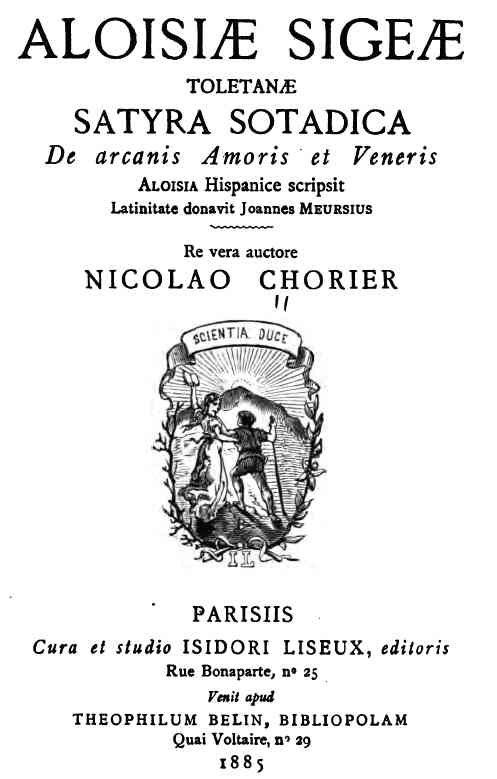 ALOISIÆ SIGEÆ
TOLETANÆ
SATYRA SOTADICA
De arcanis Amoris et Veneris
ALOISIA Hispanice scripsit
Latinitate donavit Joannes MEURSIUS
Re vera auctore
NICOLAO CHORIER
SCIENTIA DUCE
IL
PARISIIS
Cura et studio ISIDORI LISEUX, editoris
Rue Bonaparte, nº 25
Venit apud
THEOPHILUM BELIN, BIBLIOPOLAM
Quai Voltaire, nº 29
1885